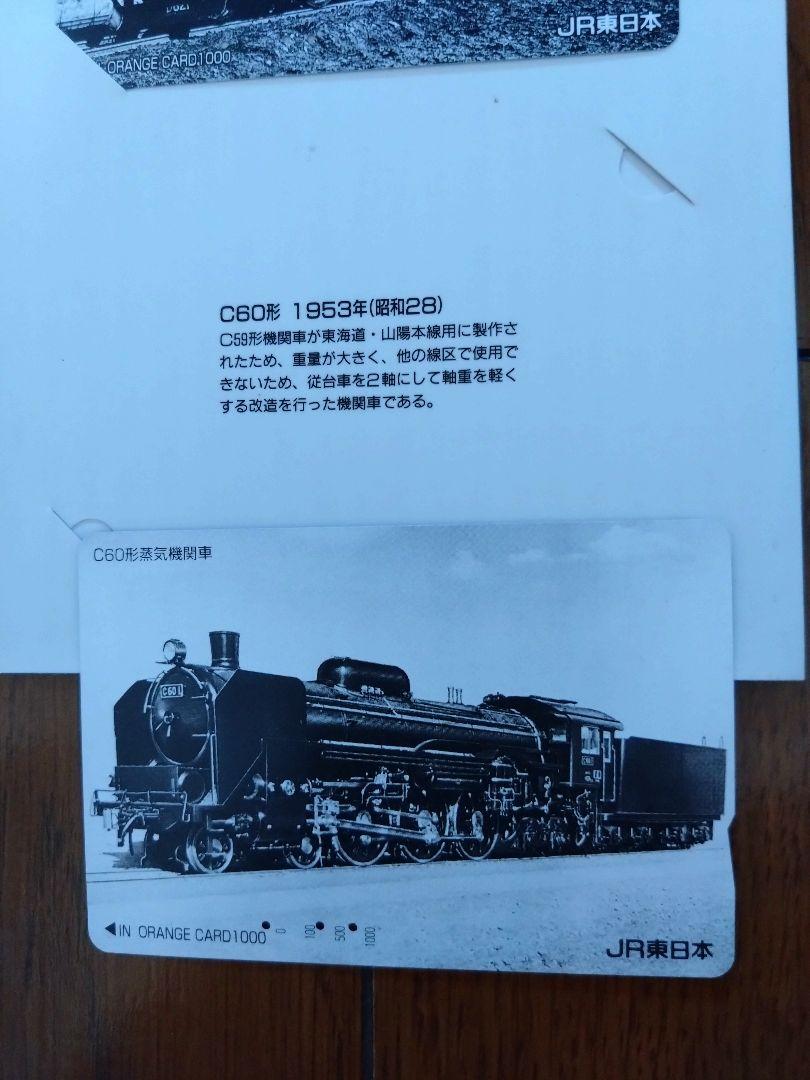 JR東日本
ORANGE CARD1000
C60形 1953年(昭和28)
C59形機関車が東海道・山陽本線用に製作さ
れたため、重量が大きく、他の線区で使用で
きないため、従台車を2軸にして軸重を軽く
する改造を行った機関車である。
C60形蒸気機関車
C60 1
◀IN ORANGE CARD1000
0
100
500
1000
JR東日本